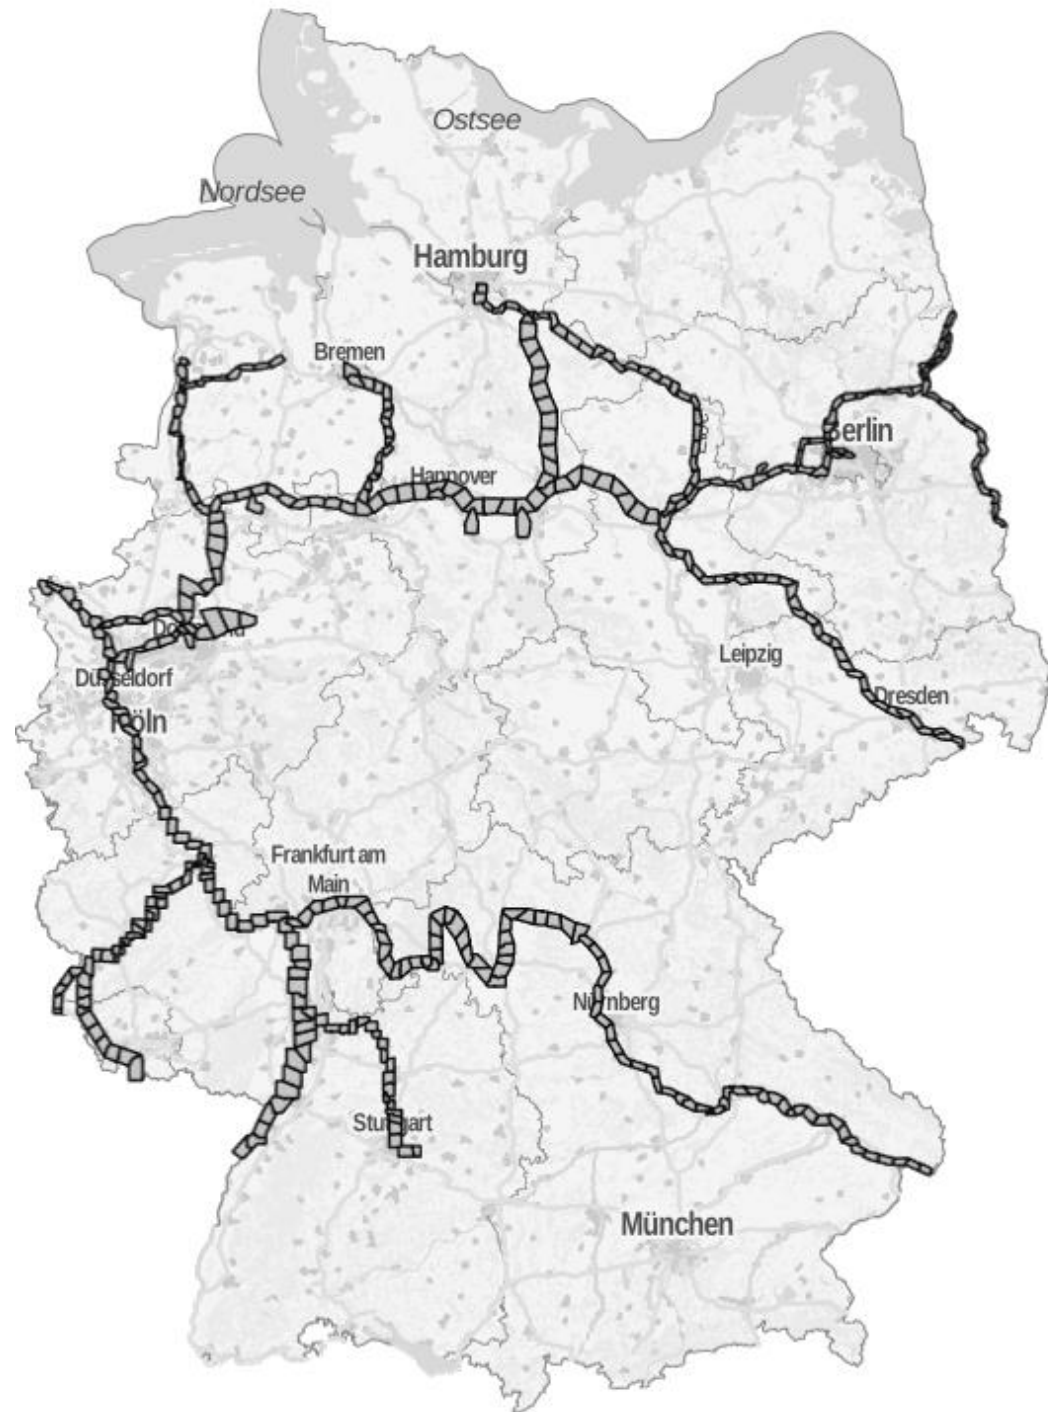 Ostsee
Nordsee
Hamburg
Bremen
Berlin
Hannover
Leipzig
Düsseldorf
Dresden
Köln
Frankfurt am
Main
Nürnberg
Stuttgart
München